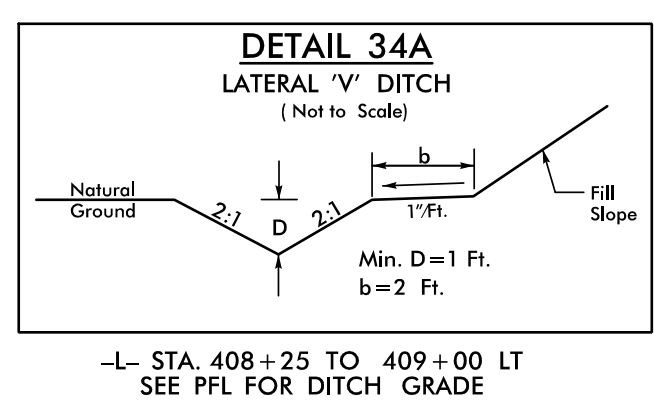 DETAIL 34A
LATERAL 'V' DITCH
( Not to Scale)
b
Natural
Ground
2:1
D
2:1
1"/Ft.
Fill
Slope
Min. D=1 Ft.
b=2 Ft.
-L- STA. 408+25 TO 409+00 LT
SEE PFL FOR DITCH GRADE